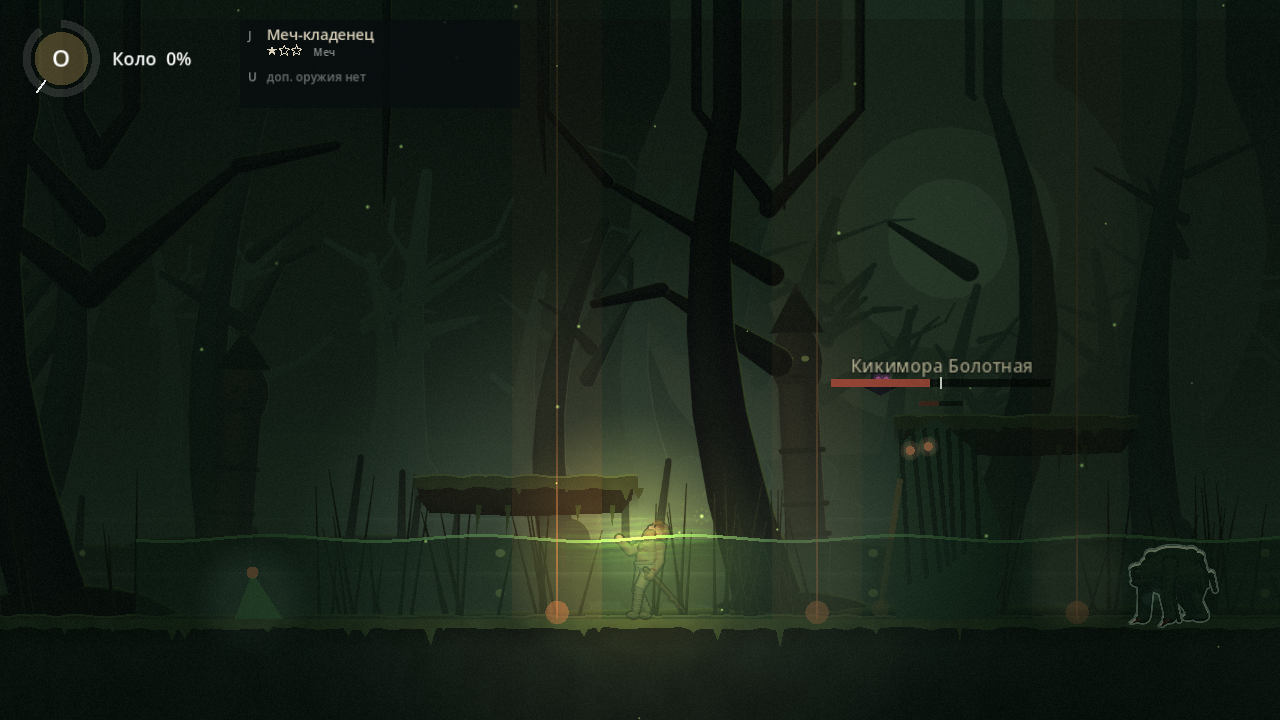 О
Коло 0%
J Меч-кладенец
★☆☆ Меч
U доп. оружия нет
Кикимора Болотная